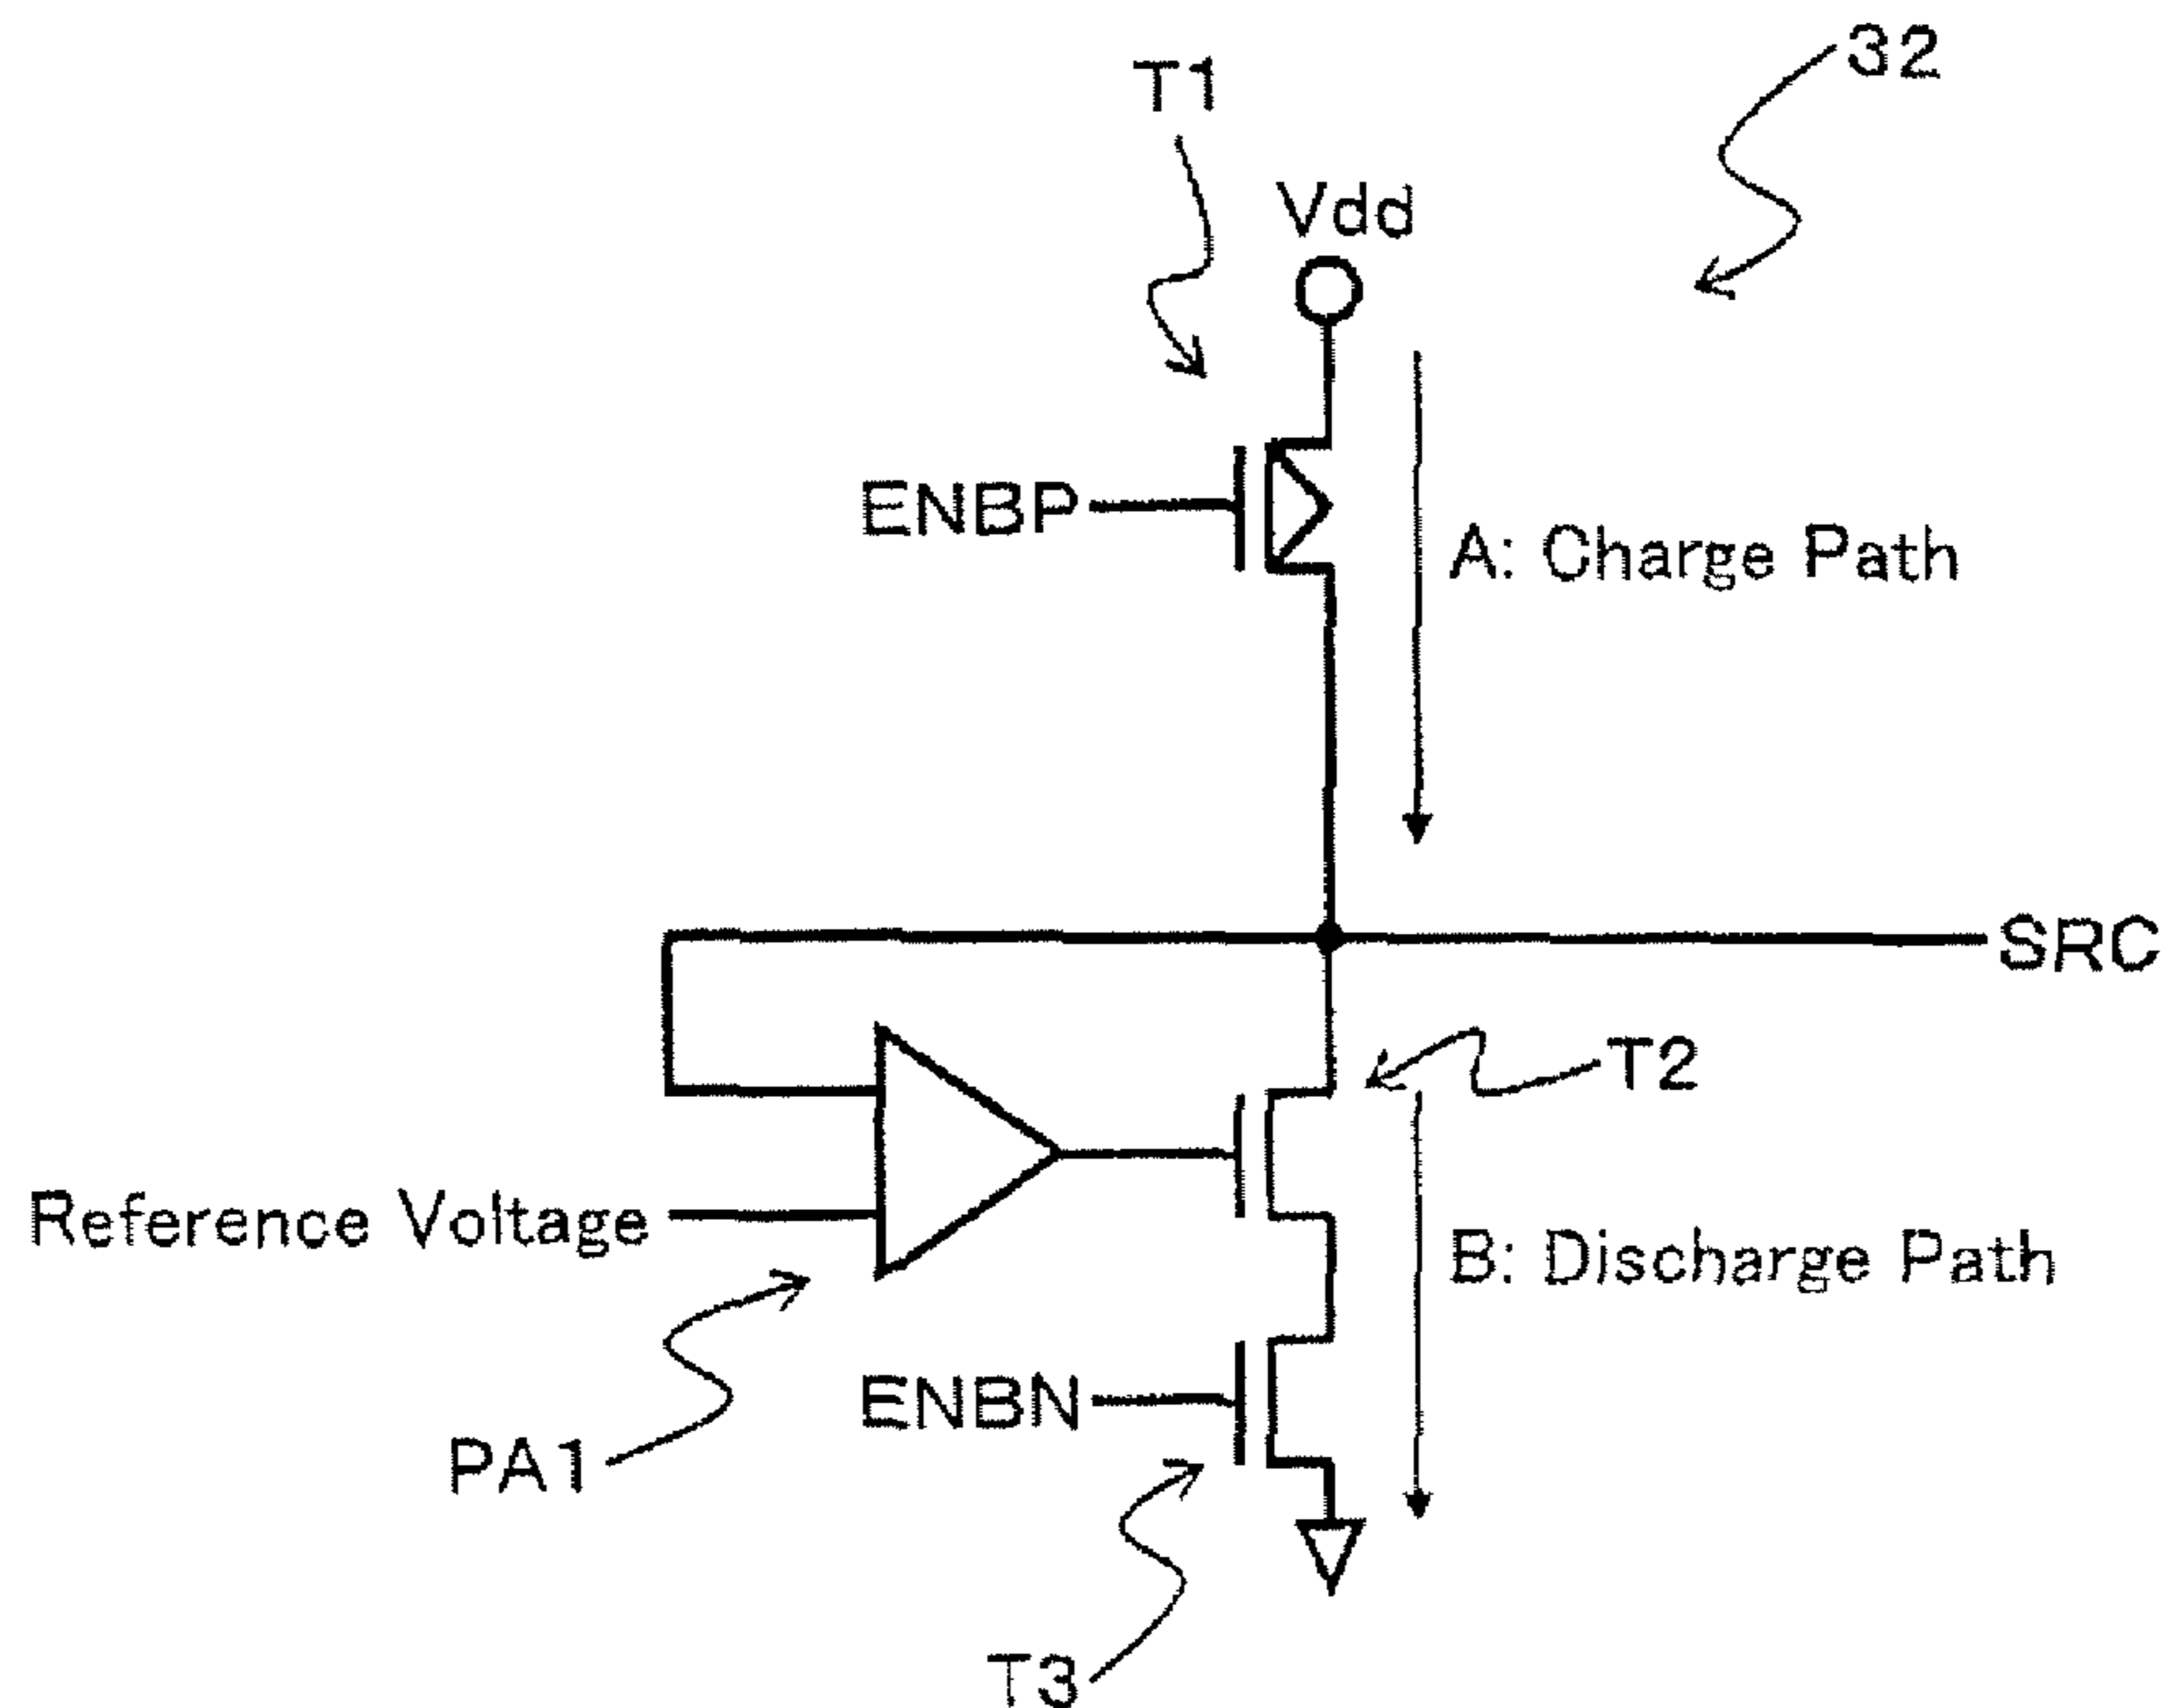 32
T1
Vdd
ENBP
A: Charge Path
SRC
T2
Reference Voltage
B: Discharge Path
ENBN
PA1
T3